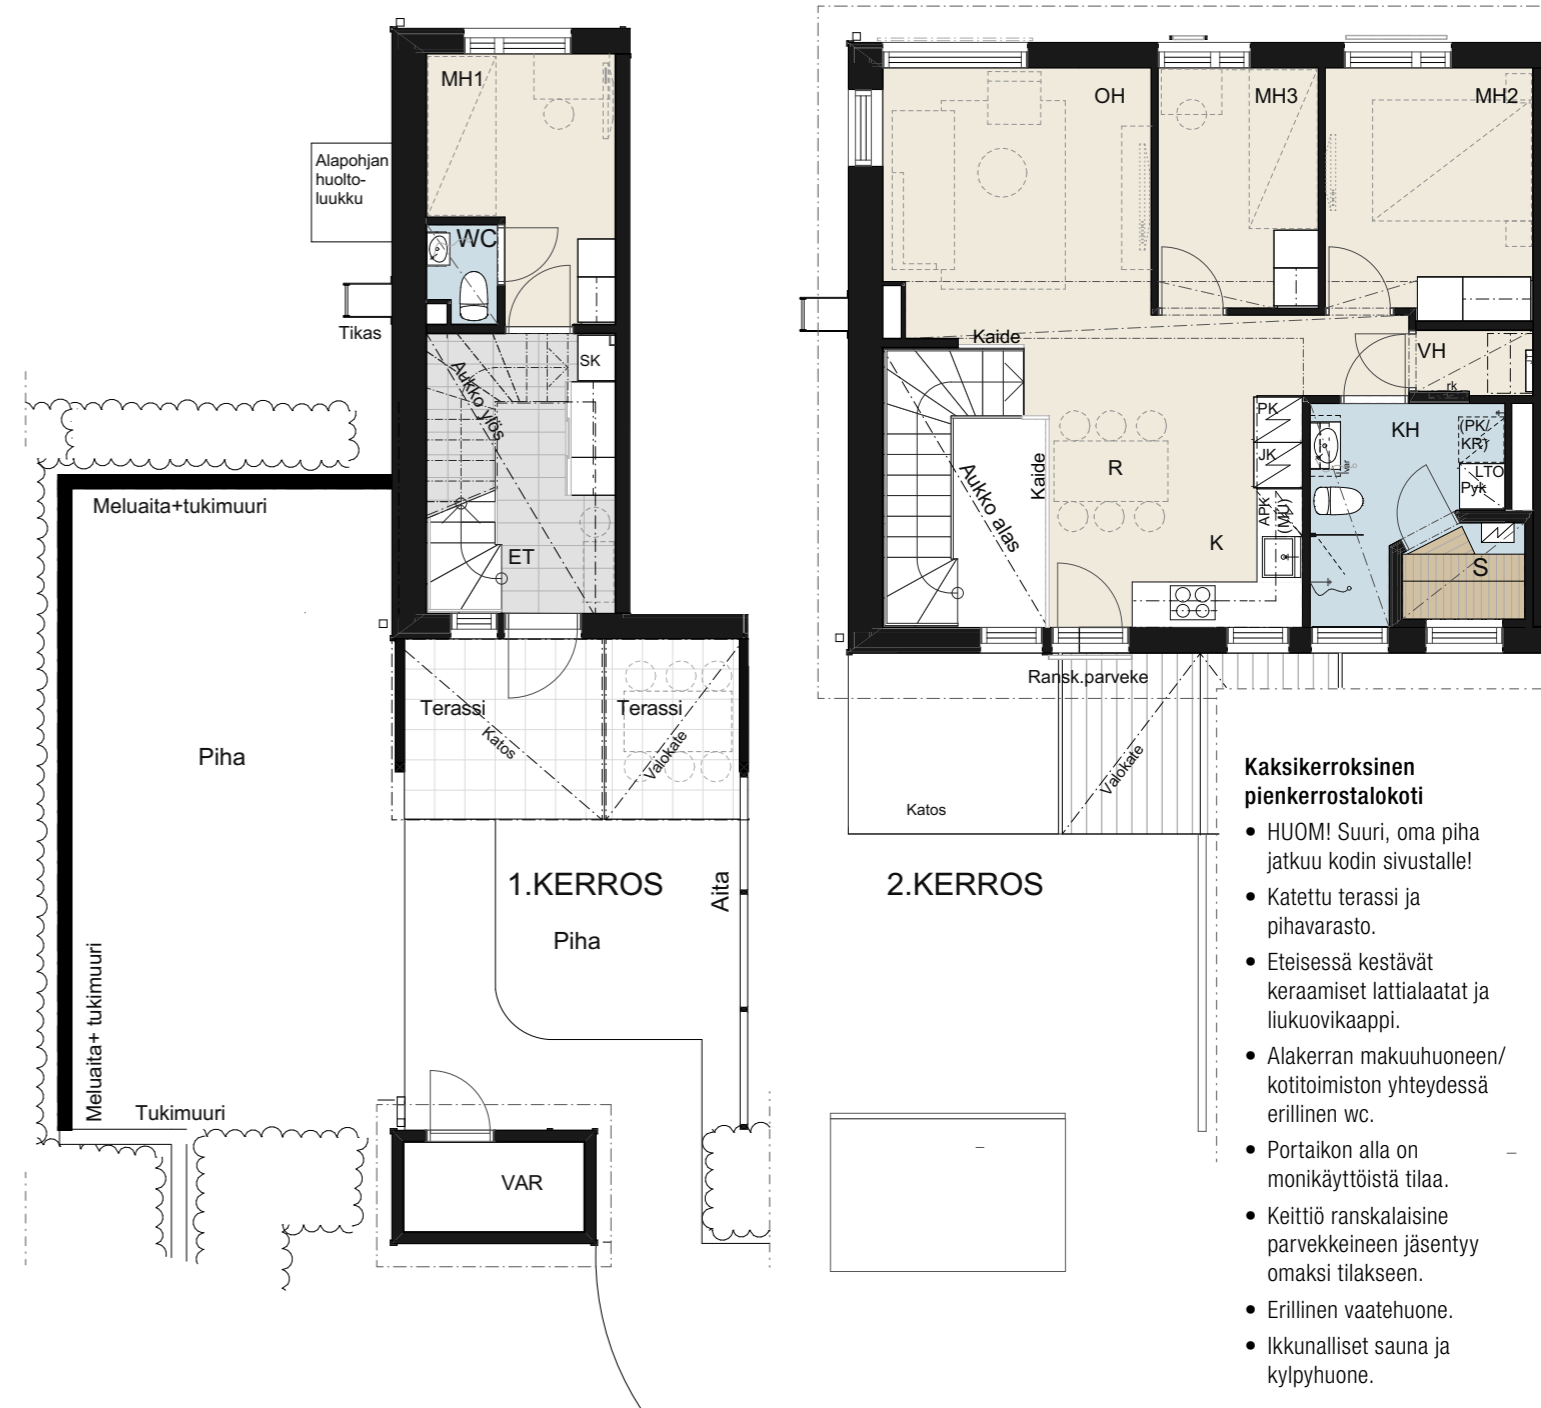 MH1
Alapohjan
huolto-
luukku
WC
Tikas
SK
Aukko ylös
ET
Meluaita+tukimuuri
Terassi
Terassi
Katos
Valokate
Piha
1.KERROS
Piha
Aita
Meluaita+ tukimuuri
Tukimuuri
VAR
OH
MH3
MH2
Kaide
VH
rk
PK
JK
KH
(PK/
KR)
LTO
Pyk
R
Kaide
Aukko alas
APK
(MU)
K
S
Ransk.parveke
Valokate
Katos
2.KERROS
Kaksikerroksinen
pienkerrostalokoti
• HUOM! Suuri, oma piha
jatkuu kodin sivustalle!
• Katettu terassi ja
pihavarasto.
• Eteisessä kestävät
keraamiset lattialaatat ja
liukuovikaappi.
• Alakerran makuuhuoneen/
kotitoimiston yhteydessä
erillinen wc.
• Portaikon alla on
monikäyttöistä tilaa.
• Keittiö ranskalaisine
parvekkeineen jäsentyy
omaksi tilakseen.
• Erillinen vaatehuone.
• Ikkunalliset sauna ja
kylpyhuone.